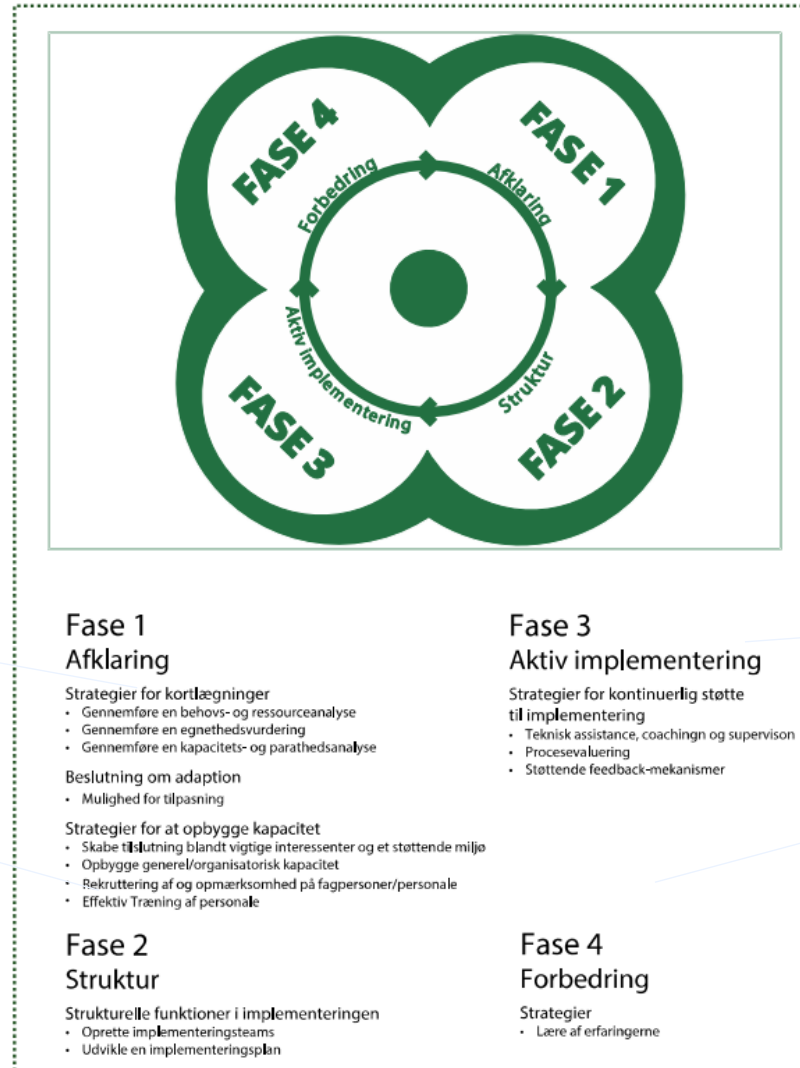 FASE 4
FASE 1
Forbedring
Afklaring
Aktiv implementering
Struktur
FASE 3
FASE 2
Fase 1
Afklaring
Strategier for kortlægninger
• Gennemføre en behovs- og ressourceanalyse
• Gennemføre en egnethedsvurdering
• Gennemføre en kapacitets- og parathedsanalyse
Beslutning om adaption
• Mulighed for tilpasning
Strategier for at opbygge kapacitet
• Skabe tilslutning blandt vigtige interessenter og et støttende miljø
• Opbygge generel/organisatorisk kapacitet
• Rekruttering af og opmærksomhed på fagpersoner/personale
• Effektiv Træning af personale
Fase 2
Struktur
Strukturelle funktioner i implementeringen
• Oprette implementeringsteams
• Udvikle en implementeringsplan
Fase 3
Aktiv implementering
Strategier for kontinuerlig støtte
til implementering
• Teknisk assistance, coachingn og supervison
• Procesevaluering
• Støttende feedback-mekanismer
Fase 4
Forbedring
Strategier
• Lære af erfaringerne